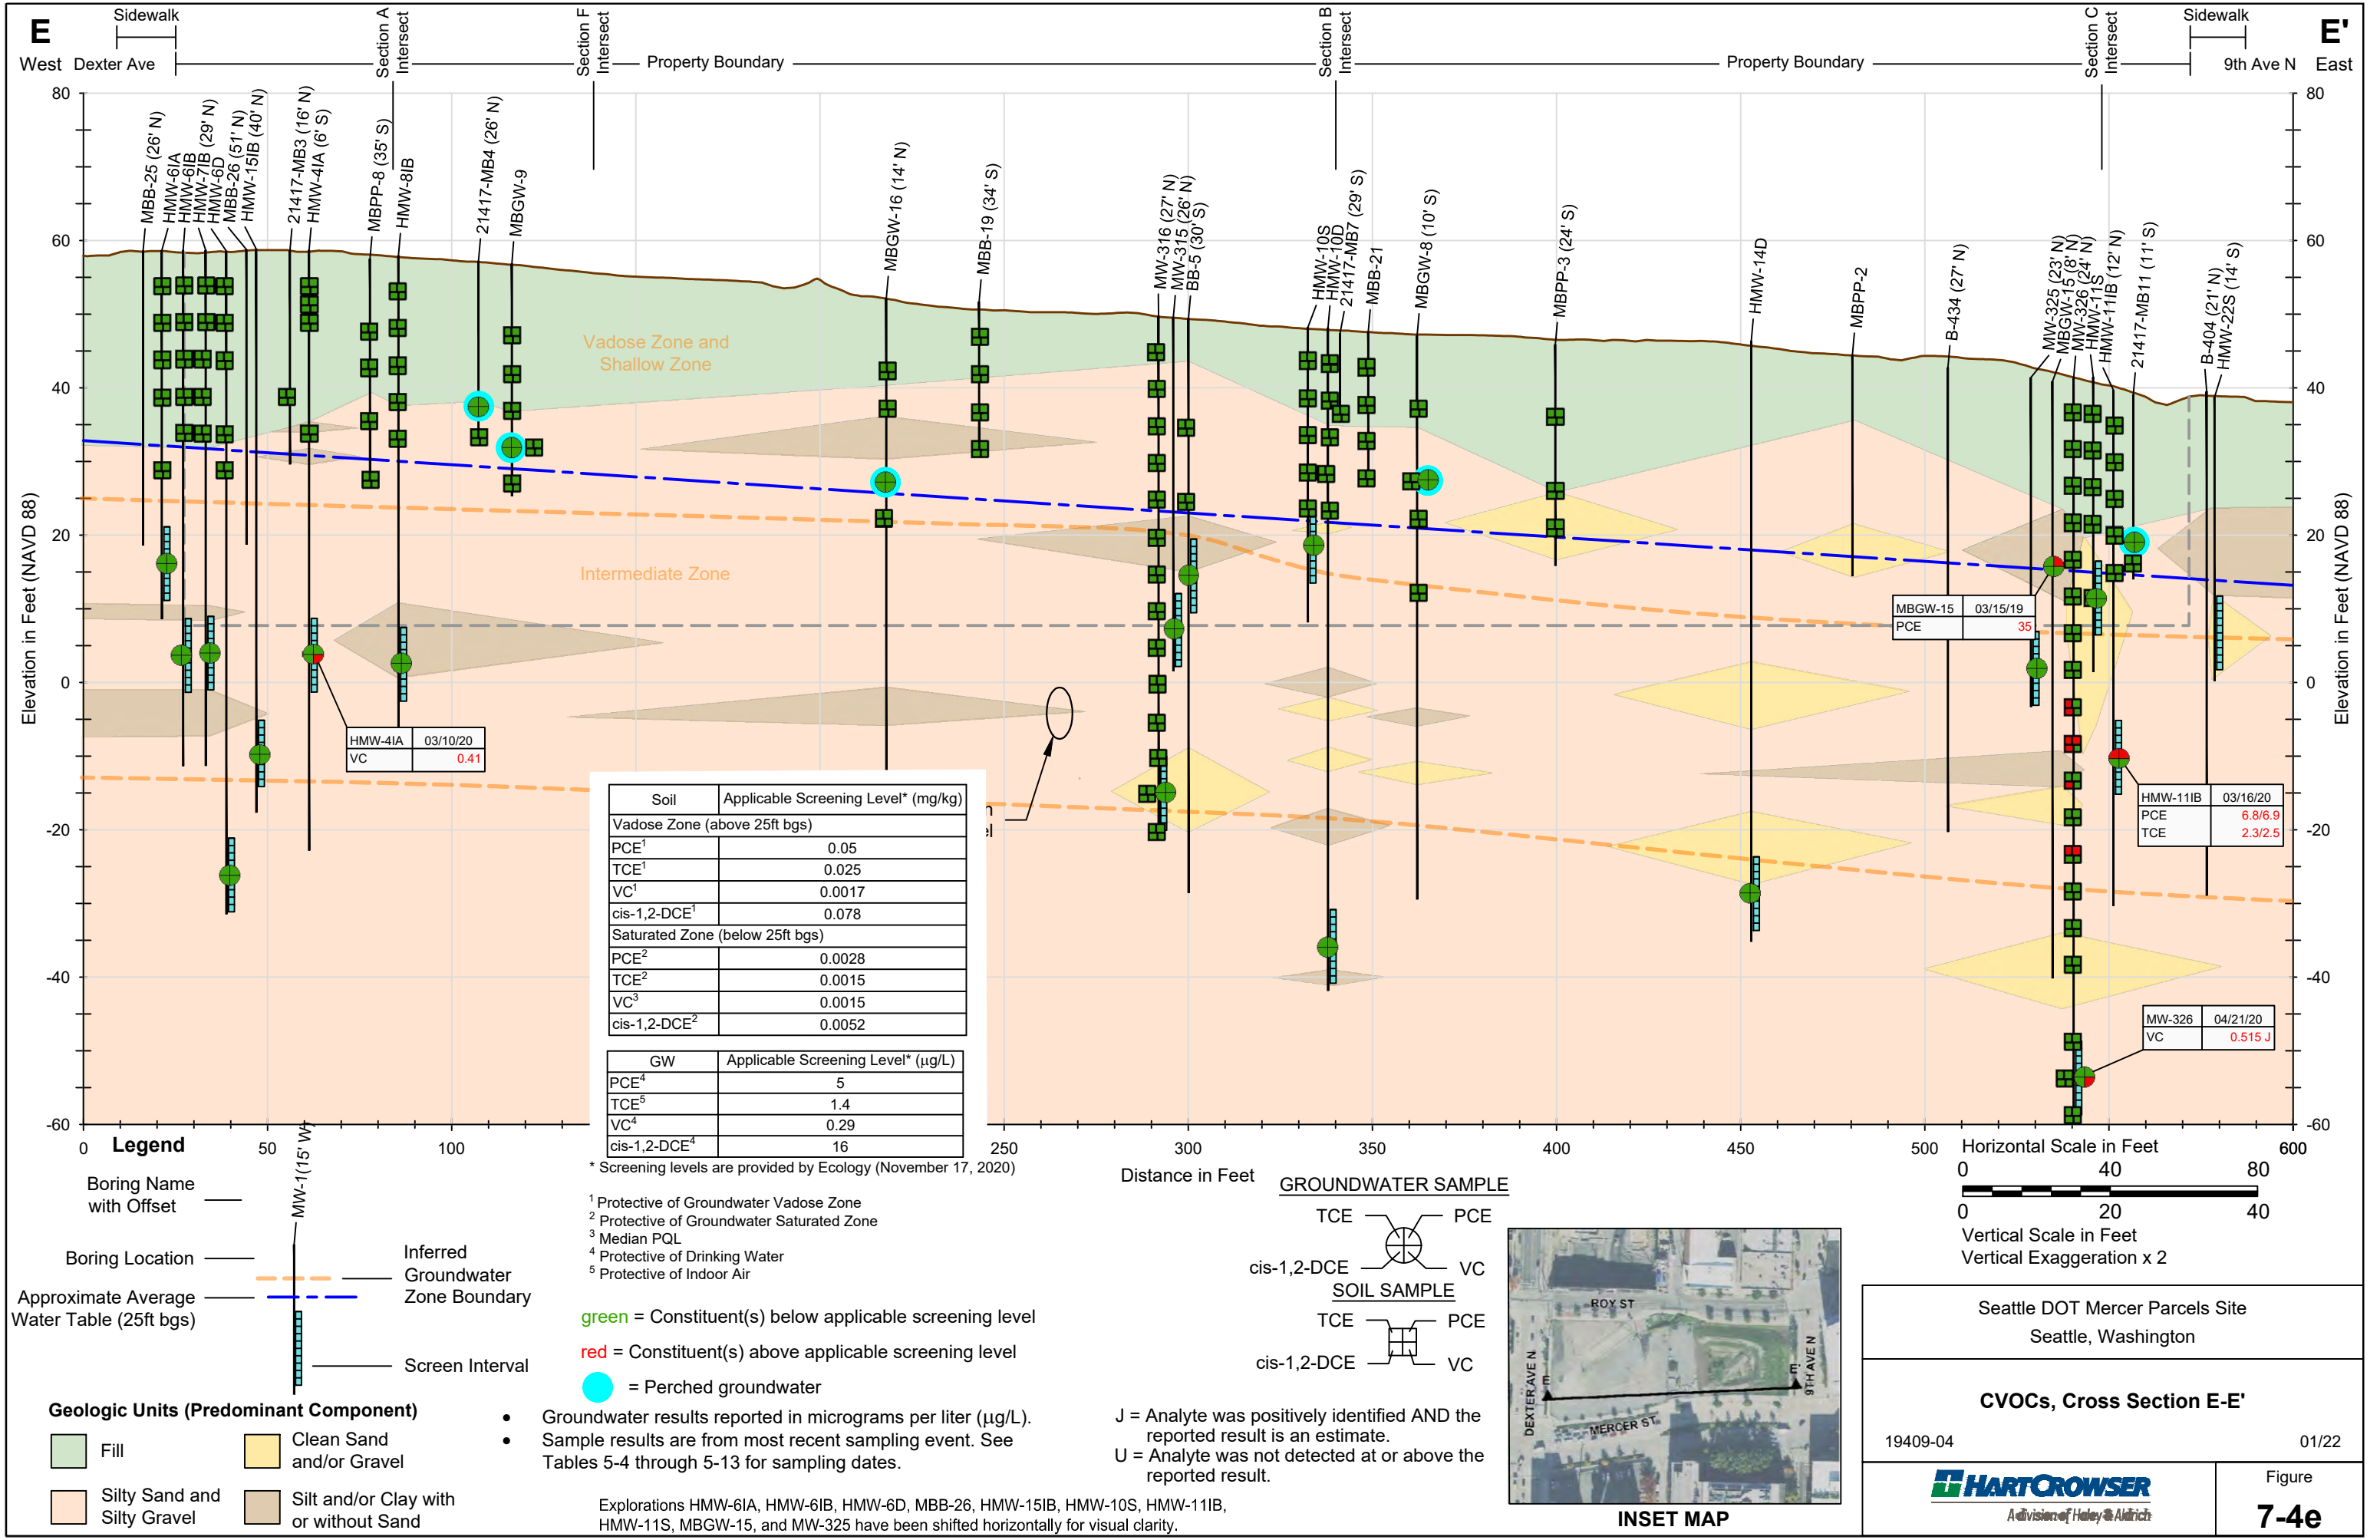 E
Sidewalk
West
Dexter Ave
Section A
Intersect
Section F
Intersect
Property Boundary
Section B
Intersect
Property Boundary
Section C
Intersect
Sidewalk
E'
9th Ave N
East
80
60
40
20
0
-20
-40
-60
Elevation in Feet (NAVD 88)
MBB-25 (26' N)
HMW-6IA
HMW-6IB
HMW-7IB (29' N)
HMW-6D
MBB-26 (51' N)
HMW-15IB (40' N)
21417-MB3 (16' N)
HMW-4IA (6' S)
MBPP-8 (35' S)
HMW-8IB
21417-MB4 (26' N)
MBGW-9
MBGW-16 (14' N)
MBB-19 (34' S)
MW-316 (27' N)
MW-315 (26' N)
BB-5 (30' S)
HMW-10S
HMW-10D
21417-MB7 (29' S)
MBB-21
MBGW-8 (10' S)
MBPP-3 (24' S)
HMW-14D
MBPP-2
B-434 (27' N)
MW-325 (23' N)
MBGW-15 (8' N)
MW-326 (24' N)
HMW-11S
HMW-11IB (12' N)
21417-MB11 (11' S)
B-404 (21' N)
HMW-22S (14' S)
80
60
40
20
0
-20
-40
-60
Elevation in Feet (NAVD 88)
Vadose Zone and
Shallow Zone
Intermediate Zone
MBGW-15 03/15/19
PCE 35
HMW-4IA 03/10/20
VC 0.41
HMW-11IB 03/16/20
PCE 6.8/6.9
TCE 2.3/2.5
MW-326 04/21/20
VC 0.515 J
Soil Applicable Screening Level* (mg/kg)
Vadose Zone (above 25ft bgs)
PCE1 0.05
TCE1 0.025
VC1 0.0017
cis-1,2-DCE1 0.078
Saturated Zone (below 25ft bgs)
PCE2 0.0028
TCE2 0.0015
VC3 0.0015
cis-1,2-DCE2 0.0052
GW Applicable Screening Level* (µg/L)
PCE4 5
TCE5 1.4
VC4 0.29
cis-1,2-DCE4 16
0 50 100 250 300 350 400 450 500 600
Distance in Feet
* Screening levels are provided by Ecology (November 17, 2020)
1 Protective of Groundwater Vadose Zone
2 Protective of Groundwater Saturated Zone
3 Median PQL
4 Protective of Drinking Water
5 Protective of Indoor Air
Legend
Boring Name
with Offset
MW-1(15' W)
Boring Location
Inferred
Groundwater
Zone Boundary
Approximate Average
Water Table (25ft bgs)
Screen Interval
Geologic Units (Predominant Component)
Fill
Clean Sand
and/or Gravel
Silty Sand and
Silty Gravel
Silt and/or Clay with
or without Sand
green = Constituent(s) below applicable screening level
red = Constituent(s) above applicable screening level
= Perched groundwater
• Groundwater results reported in micrograms per liter (µg/L).
• Sample results are from most recent sampling event. See
Tables 5-4 through 5-13 for sampling dates.
Explorations HMW-6IA, HMW-6IB, HMW-6D, MBB-26, HMW-15IB, HMW-10S, HMW-11IB,
HMW-11S, MBGW-15, and MW-325 have been shifted horizontally for visual clarity.
GROUNDWATER SAMPLE
TCE PCE
cis-1,2-DCE VC
SOIL SAMPLE
TCE PCE
cis-1,2-DCE VC
J = Analyte was positively identified AND the
reported result is an estimate.
U = Analyte was not detected at or above the
reported result.
ROY ST
DEXTER AVE N
MERCER ST
9TH AVE N
E
E'
INSET MAP
Horizontal Scale in Feet
0 40 80
0 20 40
Vertical Scale in Feet
Vertical Exaggeration x 2
Seattle DOT Mercer Parcels Site
Seattle, Washington
CVOCs, Cross Section E-E'
19409-04 01/22
HARTCROWSER
A division of Haley & Aldrich
Figure
7-4e